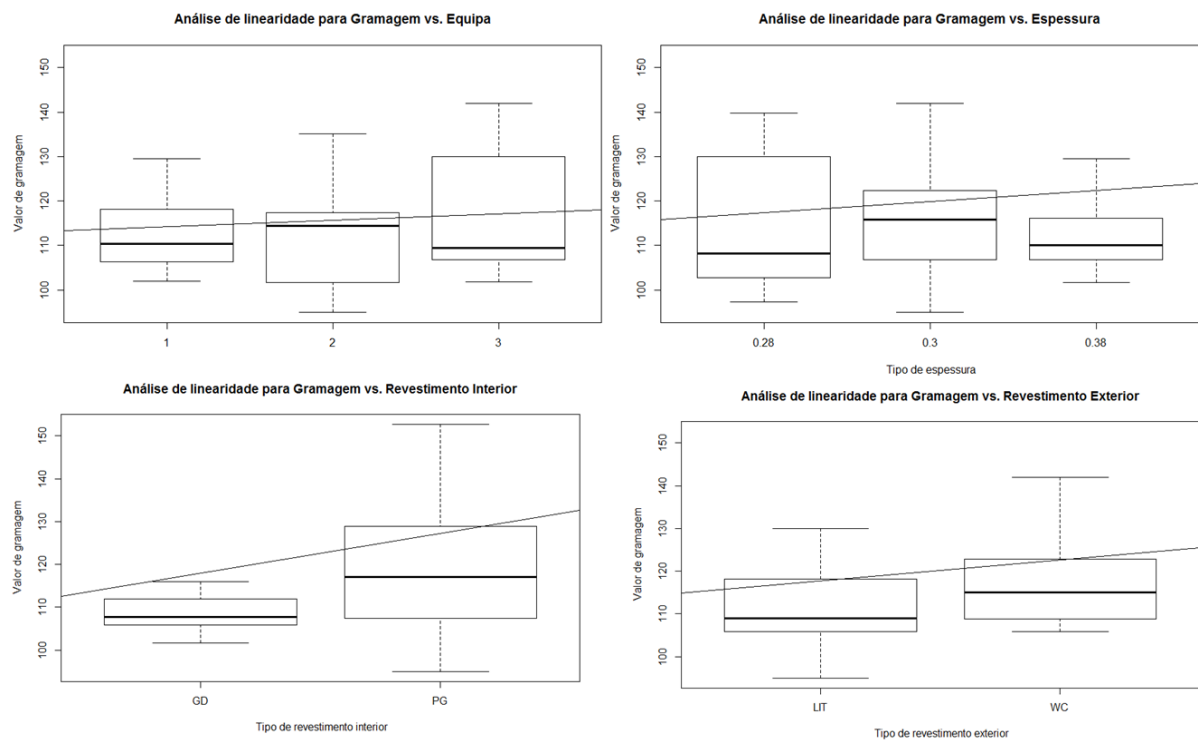 Análise de linearidade para Gramagem vs. Equipa
Valor de gramagem
150
140
130
120
110
100
1 2 3
Análise de linearidade para Gramagem vs. Espessura
Valor de gramagem
150
140
130
120
110
100
0.28 0.3 0.38
Tipo de espessura
Análise de linearidade para Gramagem vs. Revestimento Interior
Valor de gramagem
150
140
130
120
110
100
GD PG
Tipo de revestimento interior
Análise de linearidade para Gramagem vs. Revestimento Exterior
Valor de gramagem
150
140
130
120
110
100
LIT WC
Tipo de revestimento exterior